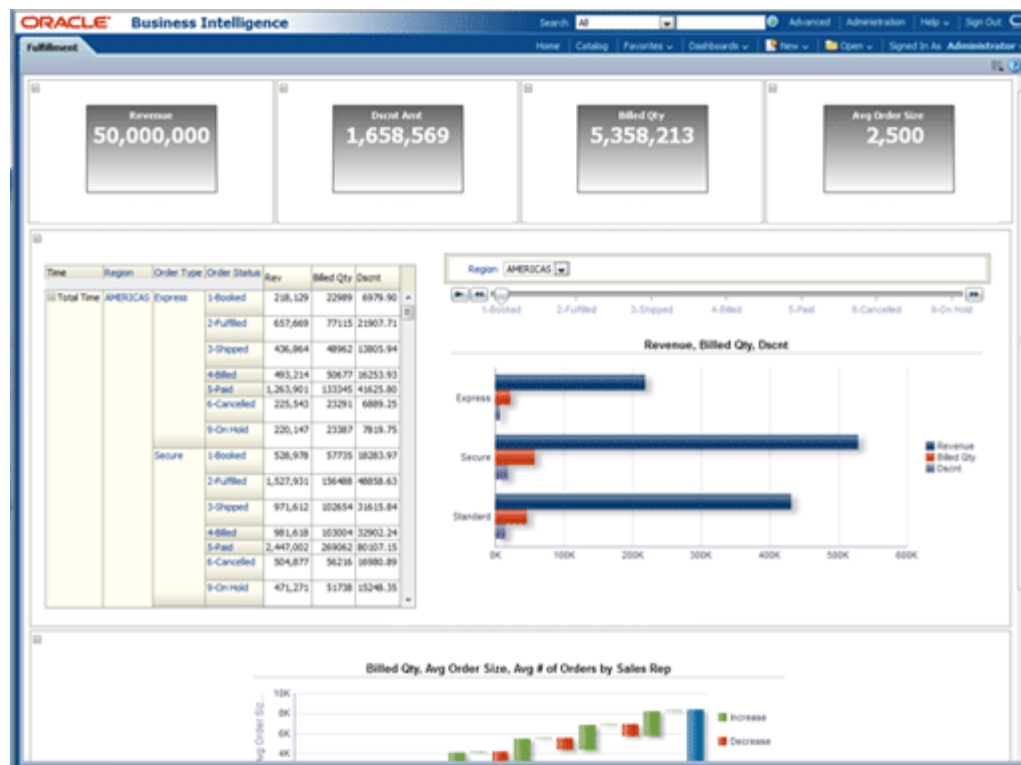 ORACLE Business Intelligence
Search All Advanced Administration Help Sign Out
Fulfillment
Home Catalog Favorites Dashboards New Open Signed In As Administrator
Revenue
50,000,000
Dscnt Amt
1,658,569
Billed Qty
5,358,213
Avg Order Size
2,500
Time Region Order Type Order Status Rev Billed Qty Dscnt
Total Time AMERICAS Express 1-Booked 218,129 22989 6979.90
2-Fulfilled 657,669 77115 21907.71
3-Shipped 436,864 48962 13805.94
4-Billed 493,214 50677 16253.93
5-Paid 1,263,901 133345 41625.80
6-Cancelled 225,543 23291 6889.25
9-On Hold 220,147 23387 7819.75
Secure 1-Booked 528,978 57735 18283.97
2-Fulfilled 1,527,931 156488 48858.63
3-Shipped 971,612 102654 31615.84
4-Billed 981,618 103004 32902.24
5-Paid 2,447,002 269062 80107.15
6-Cancelled 504,877 56216 16980.89
9-On Hold 471,271 51738 15248.35
Region AMERICAS
1-Booked 2-Fulfilled 3-Shipped 4-Billed 5-Paid 6-Cancelled 9-On Hold
Revenue, Billed Qty, Dscnt
Express
Secure
Standard
0K 100K 200K 300K 400K 500K 600K
Revenue
Billed Qty
Dscnt
Billed Qty, Avg Order Size, Avg # of Orders by Sales Rep
Avg Order Siz...
10K
8K
6K
4K
Increase
Decrease